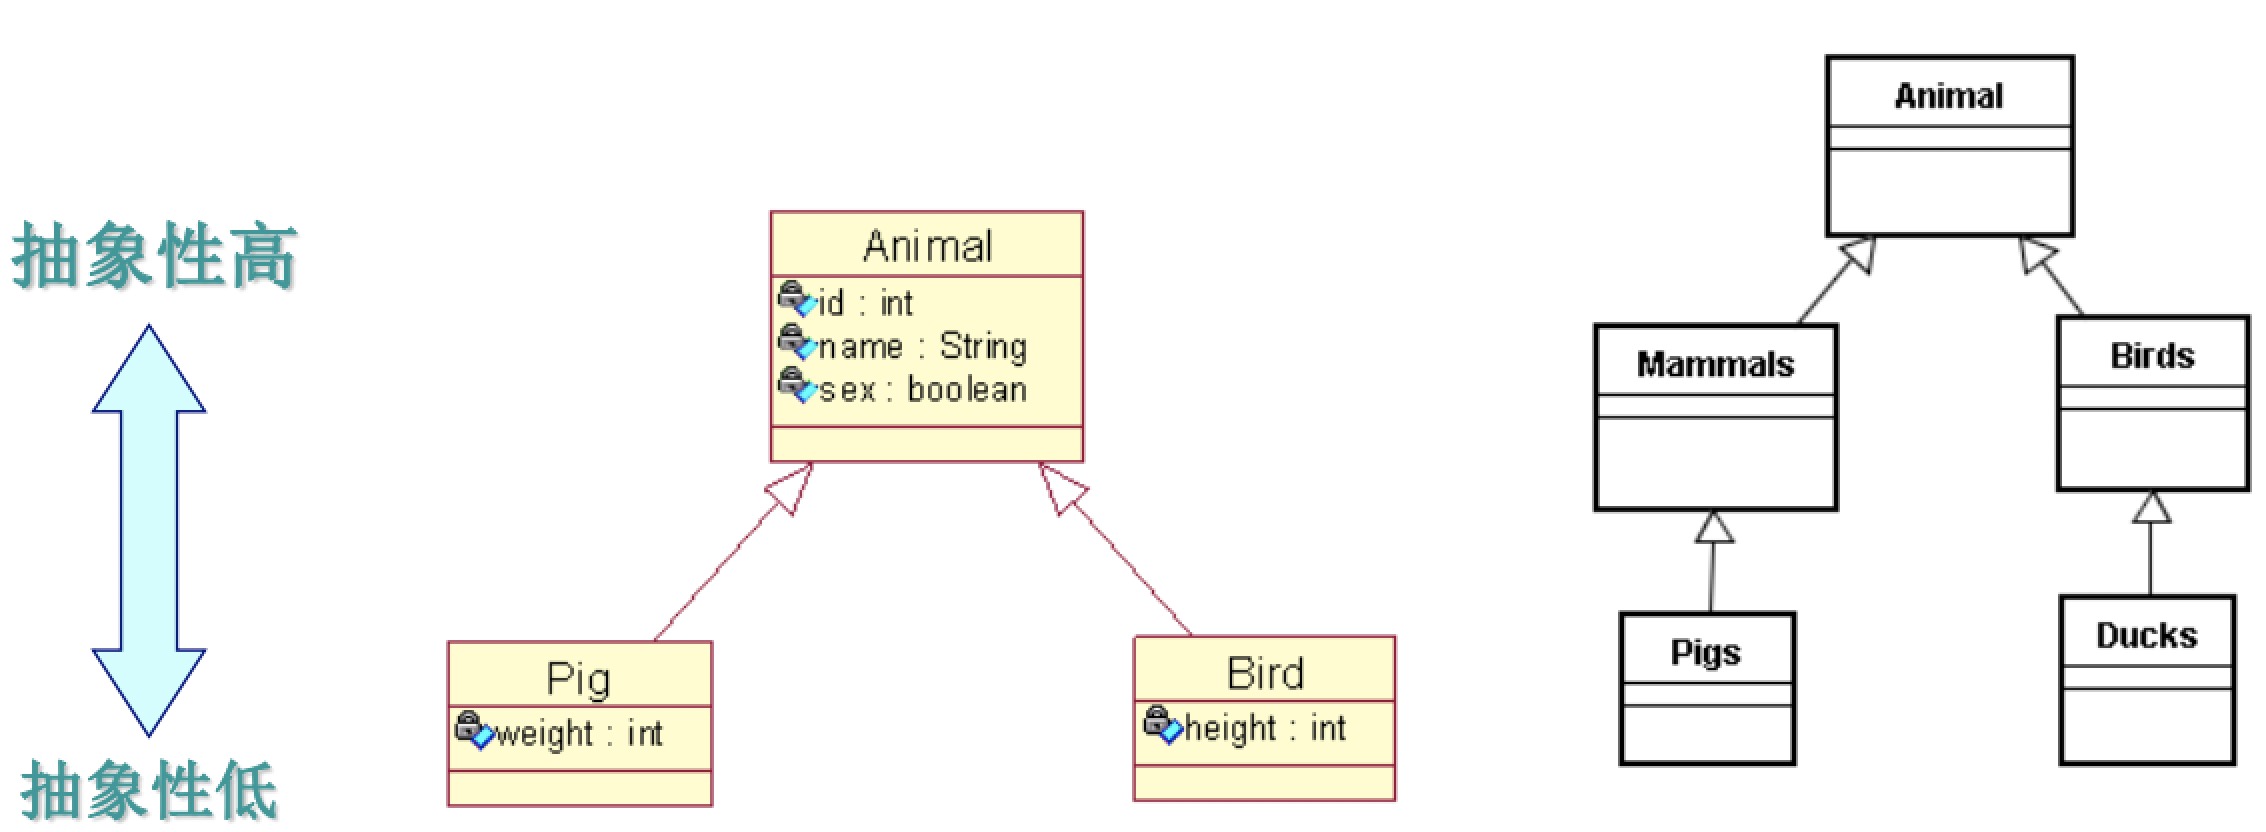 抽象性高
抽象性低
Animal
id : int
name : String
sex : boolean
Pig
weight : int
Bird
height : int
Animal
Mammals
Birds
Pigs
Ducks